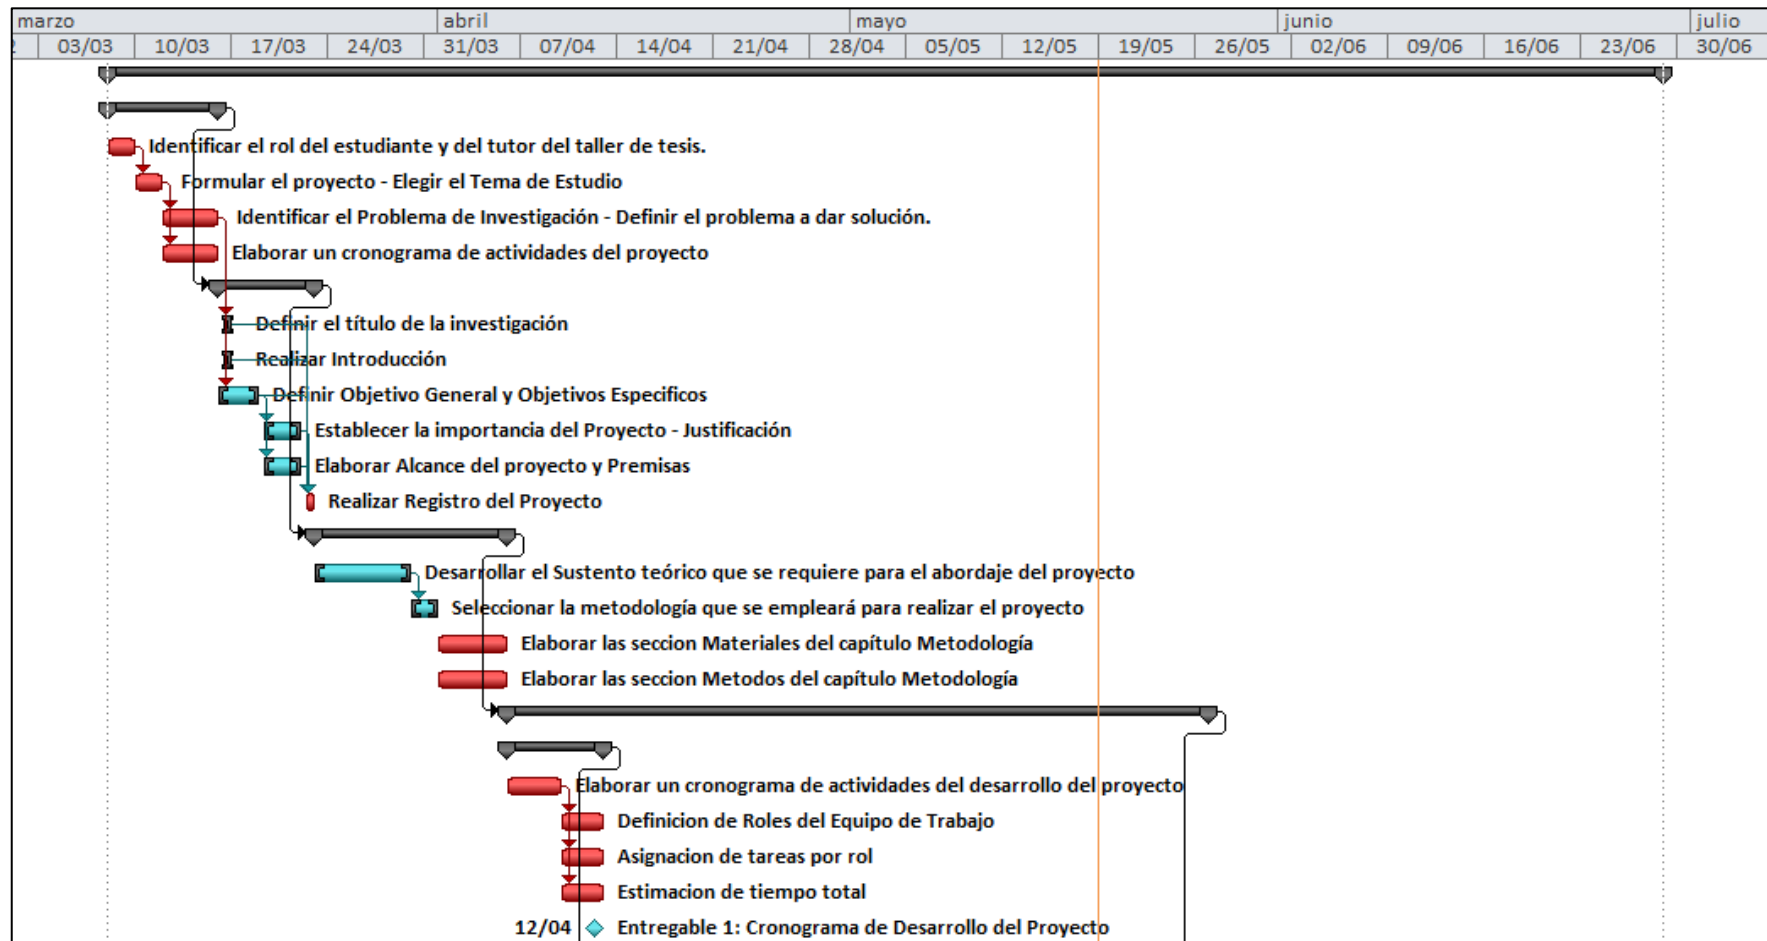 marzo abril mayo junio julio
2 03/03 10/03 17/03 24/03 31/03 07/04 14/04 21/04 28/04 05/05 12/05 19/05 26/05 02/06 09/06 16/06 23/06 30/06
Identificar el rol del estudiante y del tutor del taller de tesis.
Formular el proyecto - Elegir el Tema de Estudio
Identificar el Problema de Investigación - Definir el problema a dar solución.
Elaborar un cronograma de actividades del proyecto
Definir el título de la investigación
Realizar Introducción
Definir Objetivo General y Objetivos Especificos
Establecer la importancia del Proyecto - Justificación
Elaborar Alcance del proyecto y Premisas
Realizar Registro del Proyecto
Desarrollar el Sustento teórico que se requiere para el abordaje del proyecto
Seleccionar la metodología que se empleará para realizar el proyecto
Elaborar las seccion Materiales del capítulo Metodología
Elaborar las seccion Metodos del capítulo Metodología
Elaborar un cronograma de actividades del desarrollo del proyecto
Definicion de Roles del Equipo de Trabajo
Asignacion de tareas por rol
Estimacion de tiempo total
12/04 Entregable 1: Cronograma de Desarrollo del Proyecto